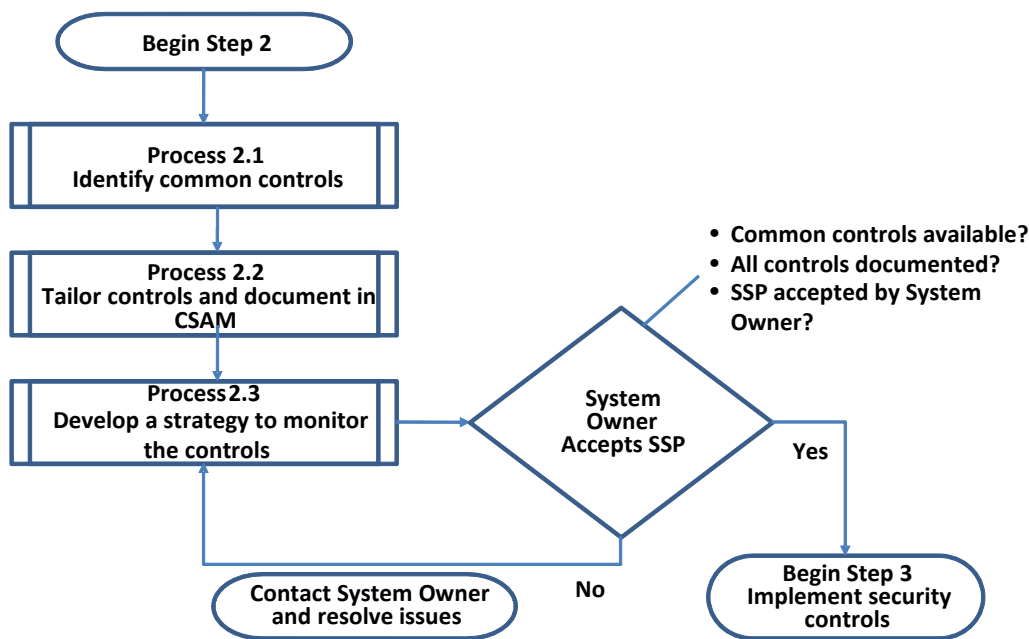 Begin Step 2
Process 2.1
Identify common controls
Process 2.2
Tailor controls and document in
CSAM
Process 2.3
Develop a strategy to monitor
the controls
• Common controls available?
• All controls documented?
• SSP accepted by System
Owner?
System
Owner
Accepts SSP
Yes
No
Contact System Owner
and resolve issues
Begin Step 3
Implement security
controls